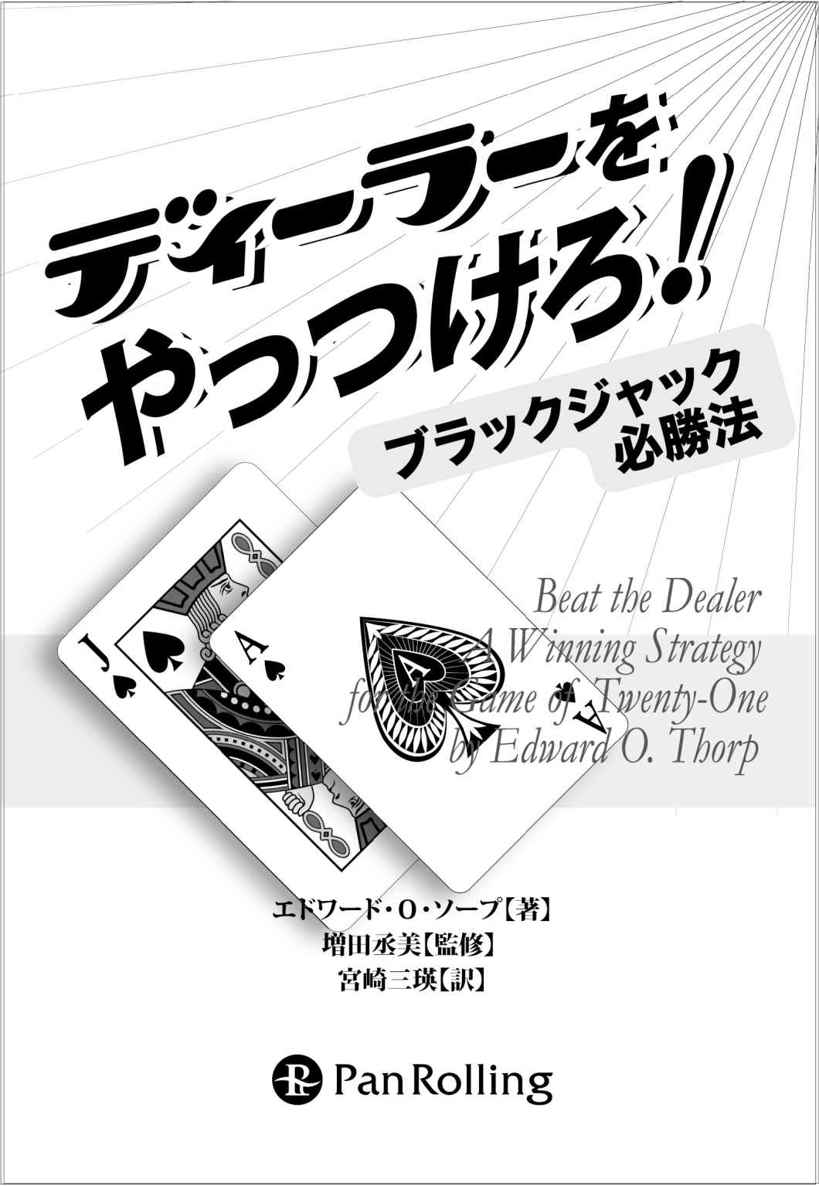 ディーラーを
やっつけろ!
ブラックジャック
必勝法
Beat the Dealer
A Winning Strategy
for the Game of Twenty-One
by Edward O. Thorp
J
A
A
A
エドワード・O・ソープ【著】
増田丞美【監修】
宮崎三瑛【訳】
PanRolling